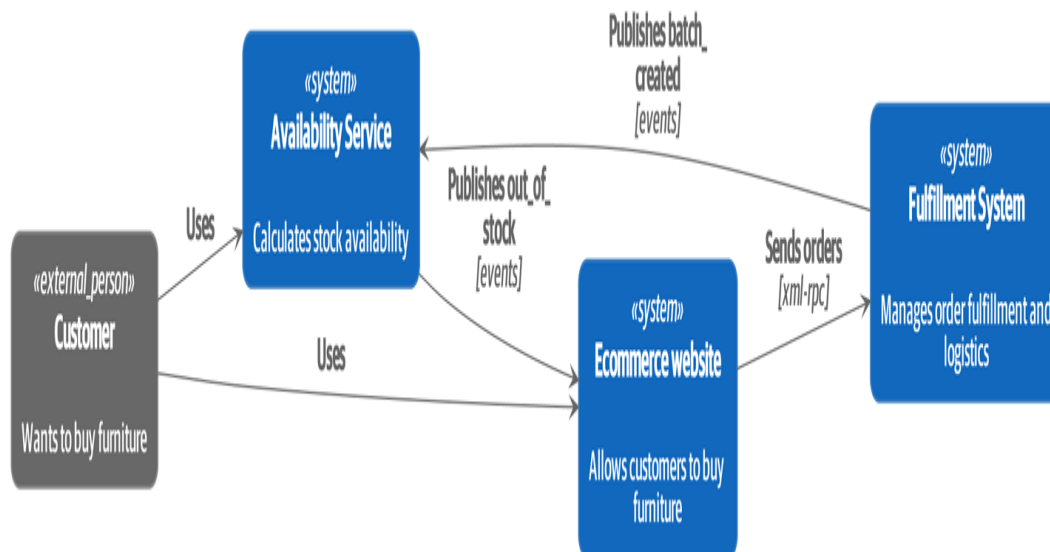 Publishes batch_
created
[events]
«system»
Availability Service
Calculates stock availability
Publishes out_of_
stock
[events]
«system»
Fulfillment System
Manages order fulfillment and
logistics
Uses
Sends orders
[xml-rpc]
«external_person»
Customer
Wants to buy furniture
Uses
«system»
Ecommerce website
Allows customers to buy
furniture